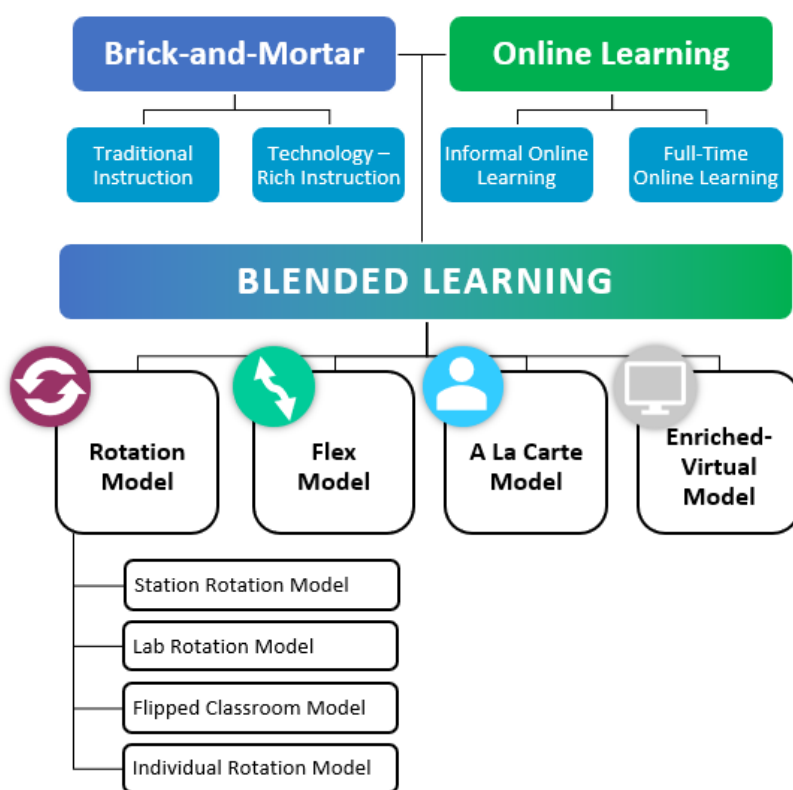 Brick-and-Mortar
Online Learning
Traditional
Instruction
Technology –
Rich Instruction
Informal Online
Learning
Full-Time
Online Learning
BLENDED LEARNING
Rotation
Model
Flex
Model
A La Carte
Model
Enriched-
Virtual
Model
Station Rotation Model
Lab Rotation Model
Flipped Classroom Model
Individual Rotation Model